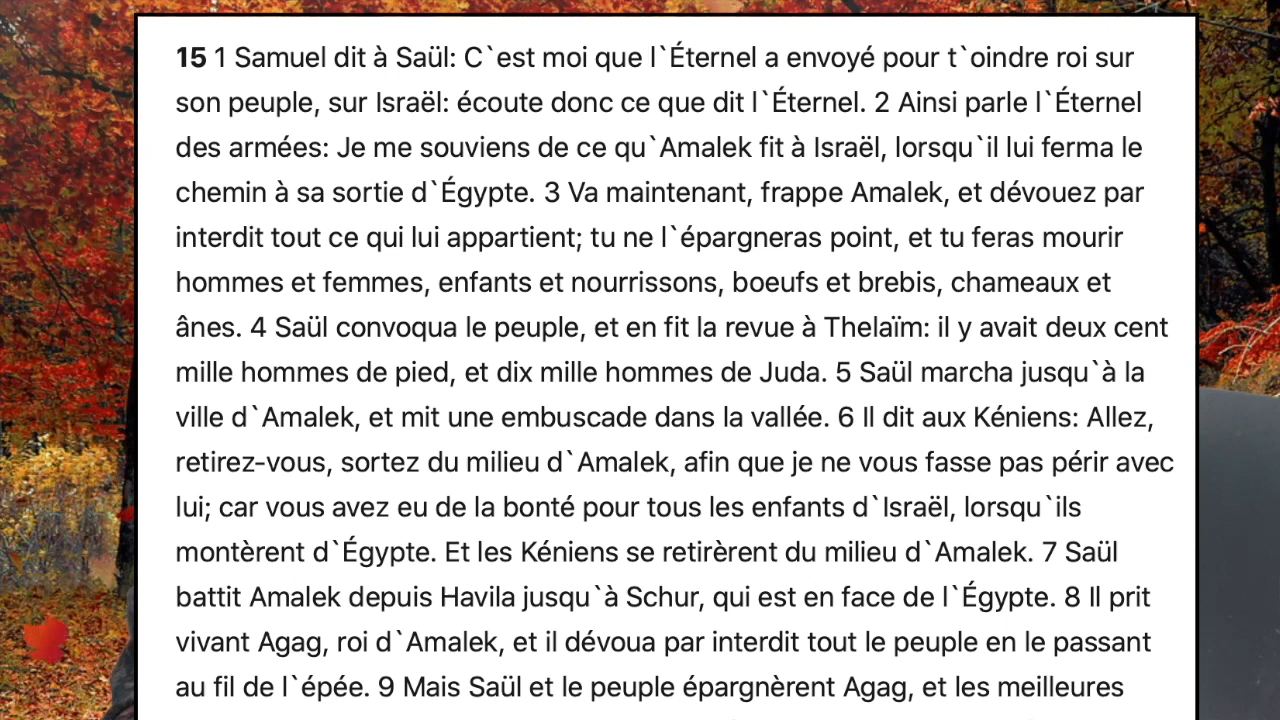 15 1 Samuel dit à Saül: C`est moi que l`Éternel a envoyé pour t`oindre roi sur
son peuple, sur Israël: écoute donc ce que dit l`Éternel. 2 Ainsi parle l`Éternel
des armées: Je me souviens de ce qu`Amalek fit à Israël, lorsqu`il lui ferma le
chemin à sa sortie d`Égypte. 3 Va maintenant, frappe Amalek, et dévouez par
interdit tout ce qui lui appartient; tu ne l`épargneras point, et tu feras mourir
hommes et femmes, enfants et nourrissons, boeufs et brebis, chameaux et
ânes. 4 Saül convoqua le peuple, et en fit la revue à Thelaïm: il y avait deux cent
mille hommes de pied, et dix mille hommes de Juda. 5 Saül marcha jusqu`à la
ville d`Amalek, et mit une embuscade dans la vallée. 6 Il dit aux Kéniens: Allez,
retirez-vous, sortez du milieu d`Amalek, afin que je ne vous fasse pas périr avec
lui; car vous avez eu de la bonté pour tous les enfants d`Israël, lorsqu`ils
montèrent d`Égypte. Et les Kéniens se retirèrent du milieu d`Amalek. 7 Saül
battit Amalek depuis Havila jusqu`à Schur, qui est en face de l`Égypte. 8 Il prit
vivant Agag, roi d`Amalek, et il dévoua par interdit tout le peuple en le passant
au fil de l`épée. 9 Mais Saül et le peuple épargnèrent Agag, et les meilleures